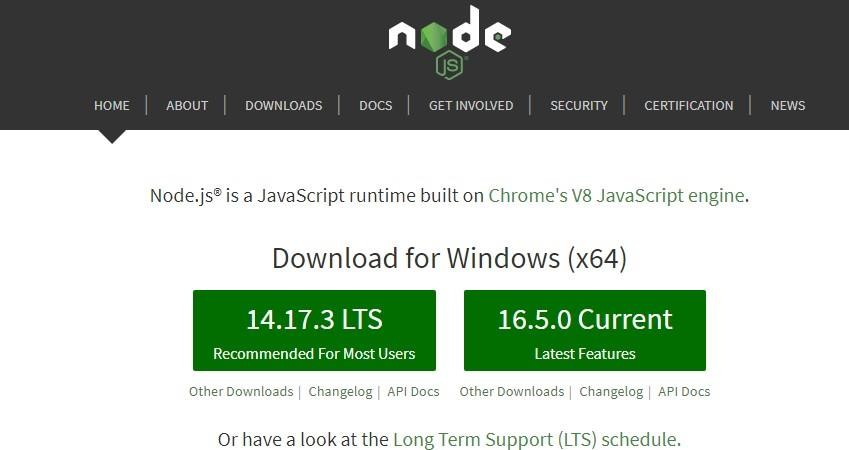 node
JS
HOME | ABOUT | DOWNLOADS | DOCS | GET INVOLVED | SECURITY | CERTIFICATION | NEWS
Node.js® is a JavaScript runtime built on Chrome's V8 JavaScript engine.
Download for Windows (x64)
14.17.3 LTS 16.5.0 Current
Recommended For Most Users Latest Features
Other Downloads | Changelog | API Docs Other Downloads | Changelog | API Docs
Or have a look at the Long Term Support (LTS) schedule.